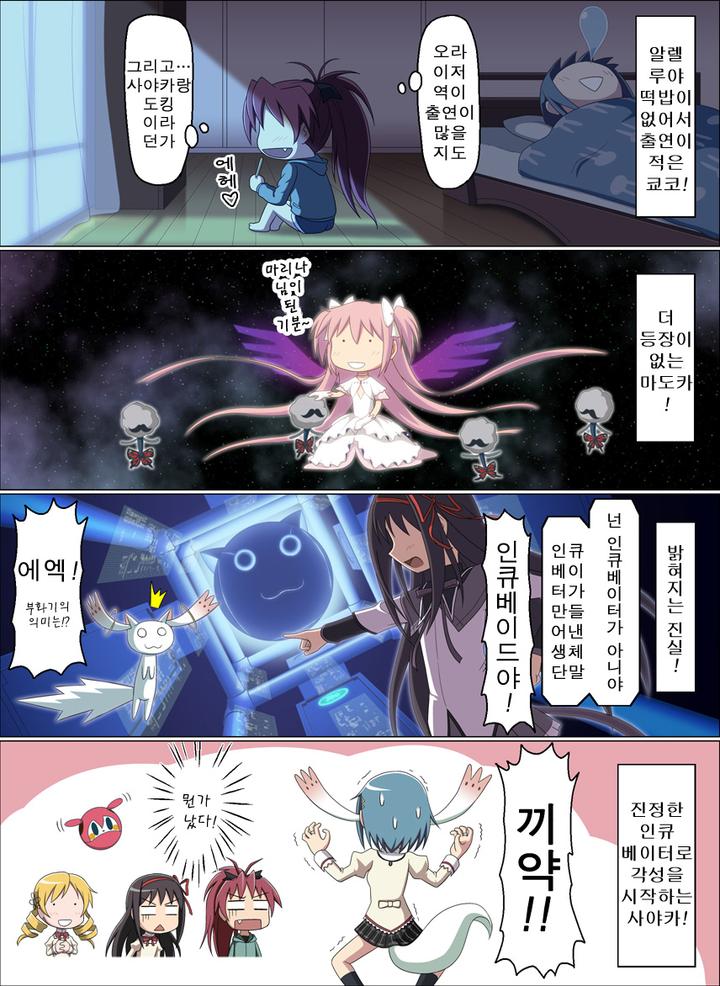 알렐
루야
떡밥이
없어서
출연이
적은
쿄코!
오라
이저
역이
출연이
많을
지도
그리고…
사야카랑
도킹
이라
던가
에헤♡
더
등장이
없는
마도카
!
마리나
님이
된
기분~
밝혀지는 진실!
넌 인큐베이터가 아니야
인큐
베이
터가
만들
어낸
생체
단말
인큐베이드야!
에엑!
부화기의
의미는!?
진정한
인큐
베이터로
각성을
시작하는
사야카!
끼약!!
뭔가
났다!